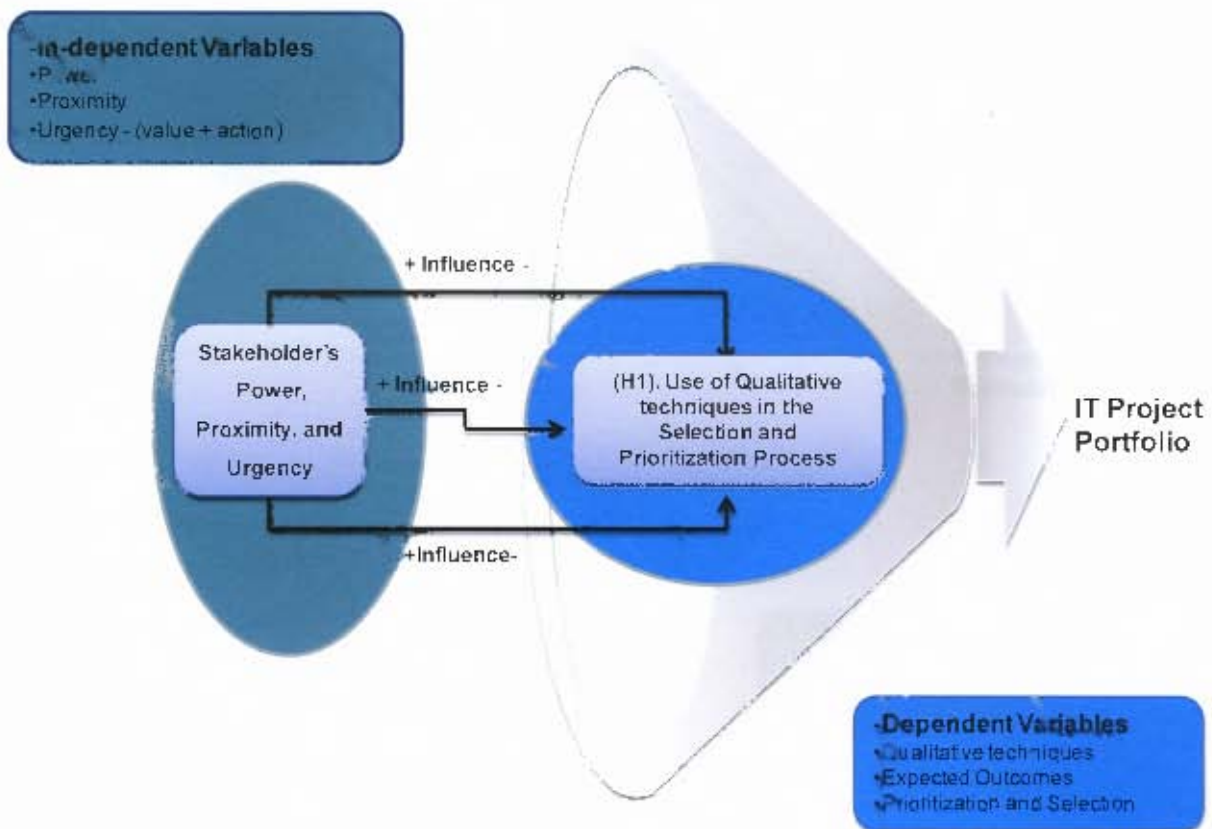 -In-dependent Variables
•Proximity
•Urgency - (value + action)
+ Influence -
Stakeholder's
Power,
Proximity, and
Urgency
+ Influence -
(H1). Use of Qualitative
techniques in the
Selection and
Prioritization Process
IT Project
Portfolio
+Influence-
-Dependent Variables
•Qualitative techniques
•Expected Outcomes
•Prioritization and Selection